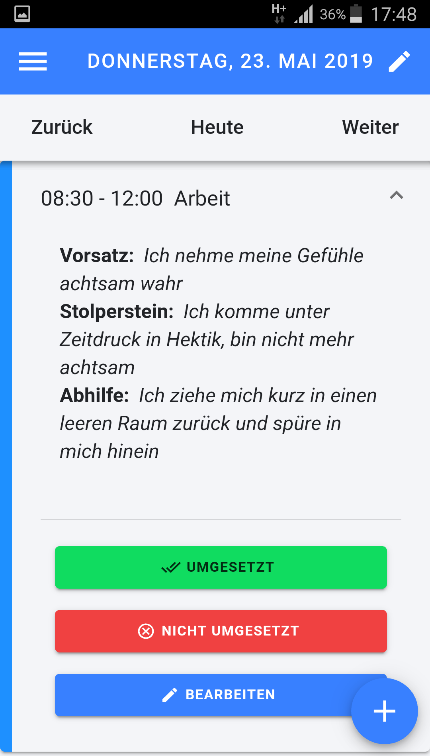 H+ 36% 17:48
DONNERSTAG, 23. MAI 2019
Zurück Heute Weiter
08:30 - 12:00 Arbeit
Vorsatz: Ich nehme meine Gefühle
achtsam wahr
Stolperstein: Ich komme unter
Zeitdruck in Hektik, bin nicht mehr
achtsam
Abhilfe: Ich ziehe mich kurz in einen
leeren Raum zurück und spüre in
mich hinein
UMGESETZT
NICHT UMGESETZT
BEARBEITEN